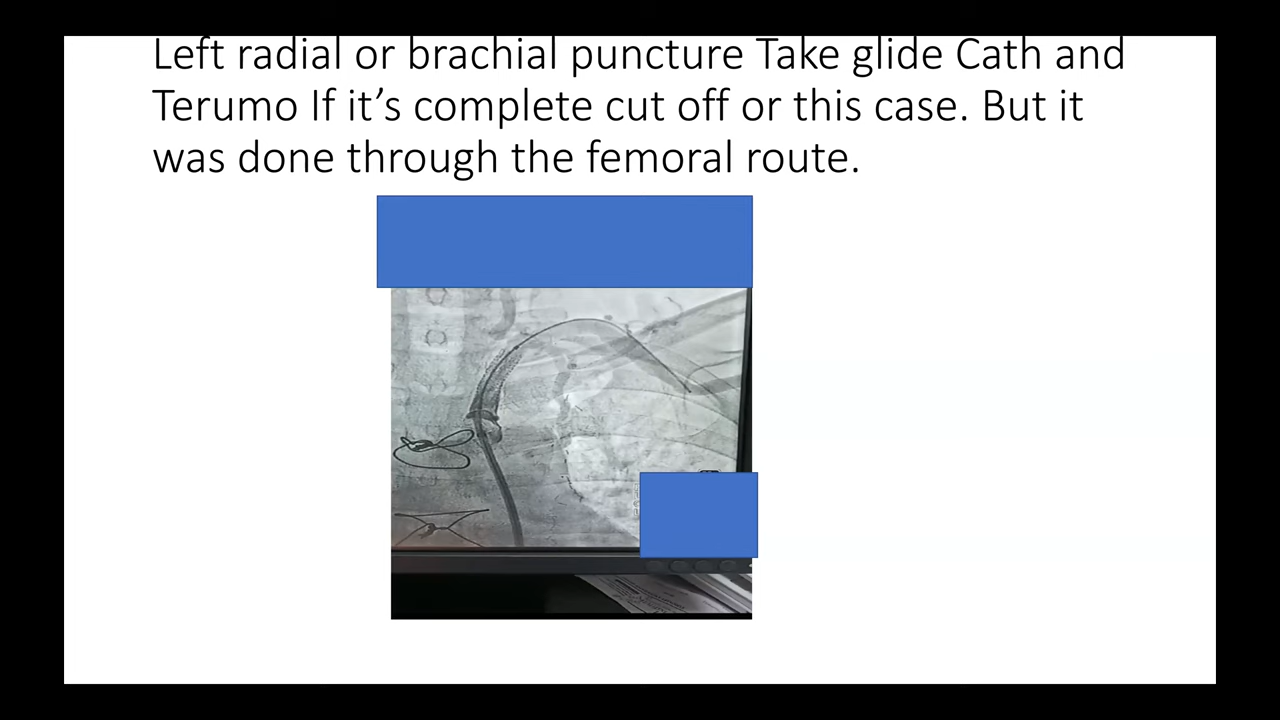 Left radial or brachial puncture Take glide Cath and
Terumo If it’s complete cut off or this case. But it
was done through the femoral route.